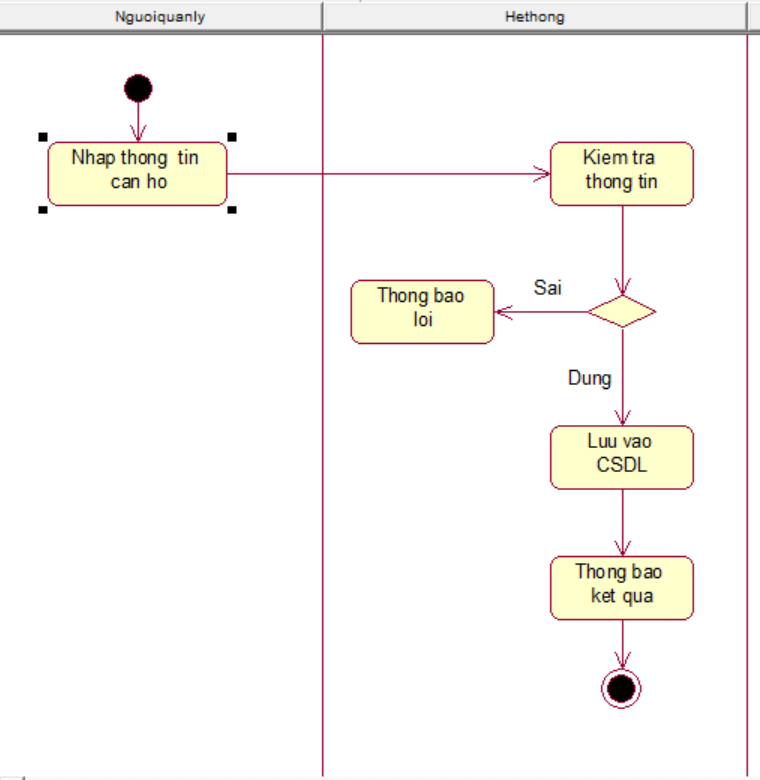 Nguoiquanly
Hethong
Nhap thong tin
can ho
Kiem tra
thong tin
Thong bao
loi
Sai
Dung
Luu vao
CSDL
Thong bao
ket qua